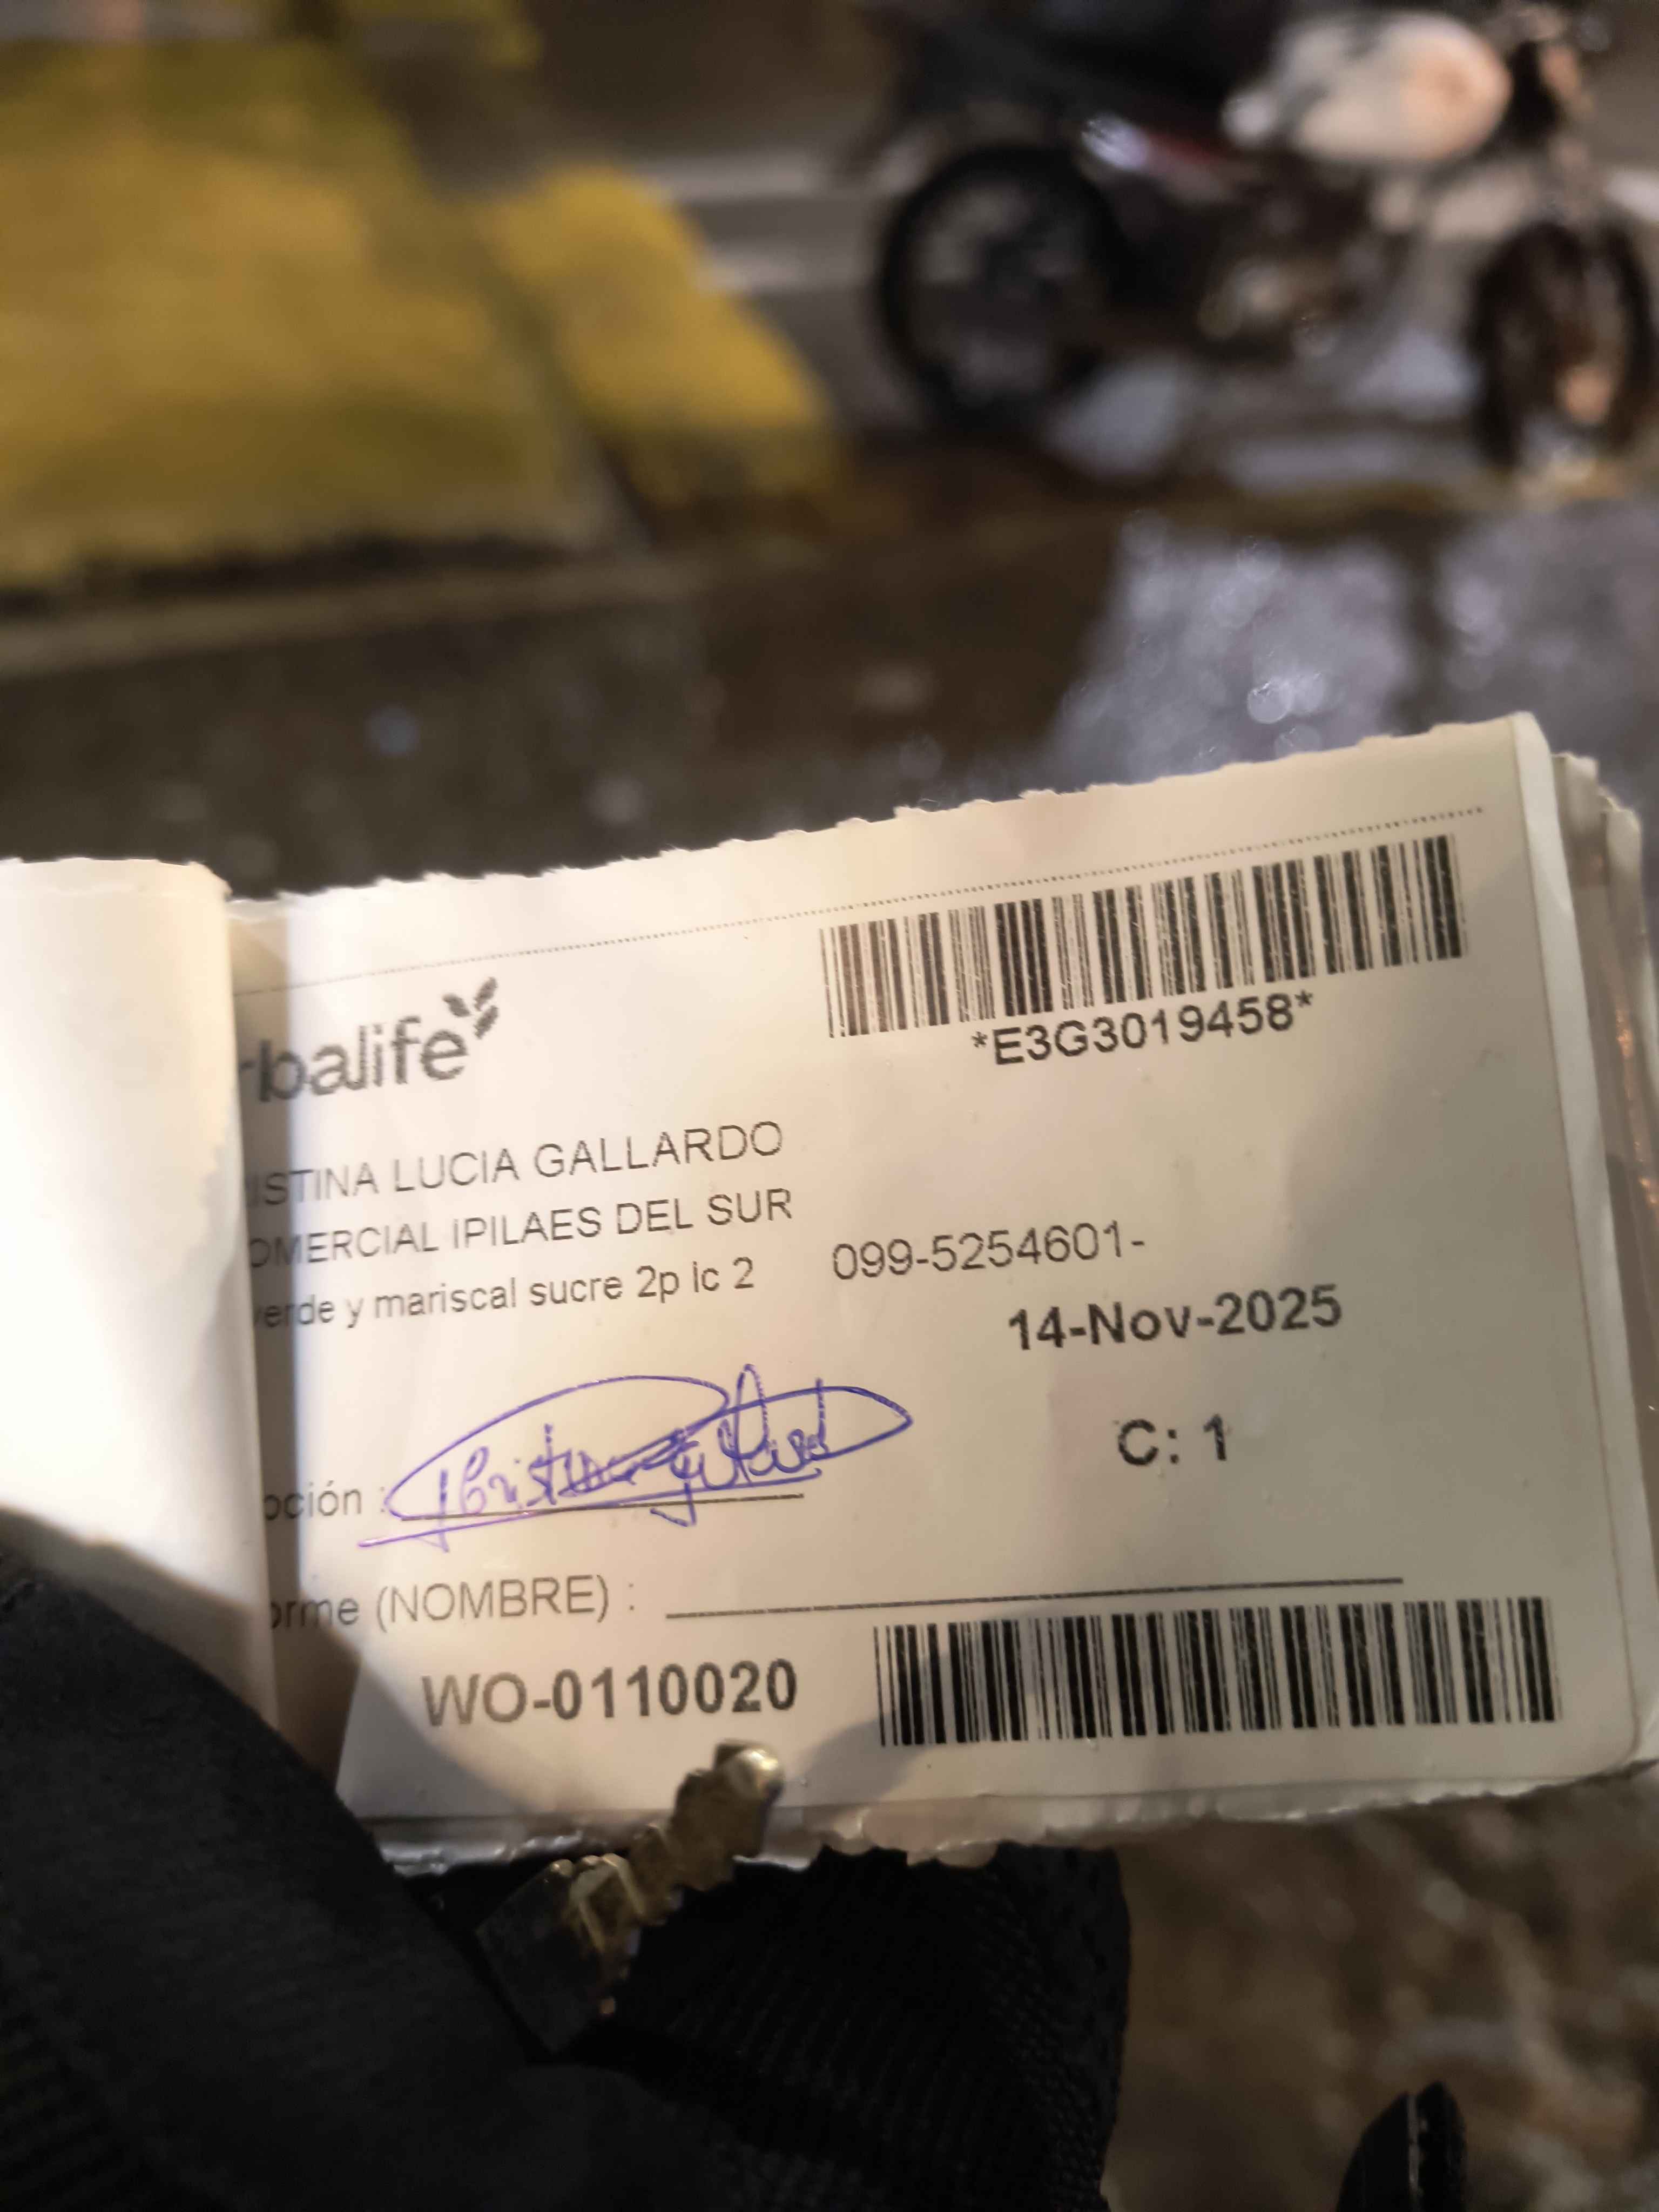 rbalife
*E3G3019458*
ISTINA LUCIA GALLARDO
OMERCIAL IPILAES DEL SUR
verde y mariscal sucre 2p lc 2
099-5254601-
14-Nov-2025
C: 1
pción :
orme (NOMBRE) :
WO-0110020